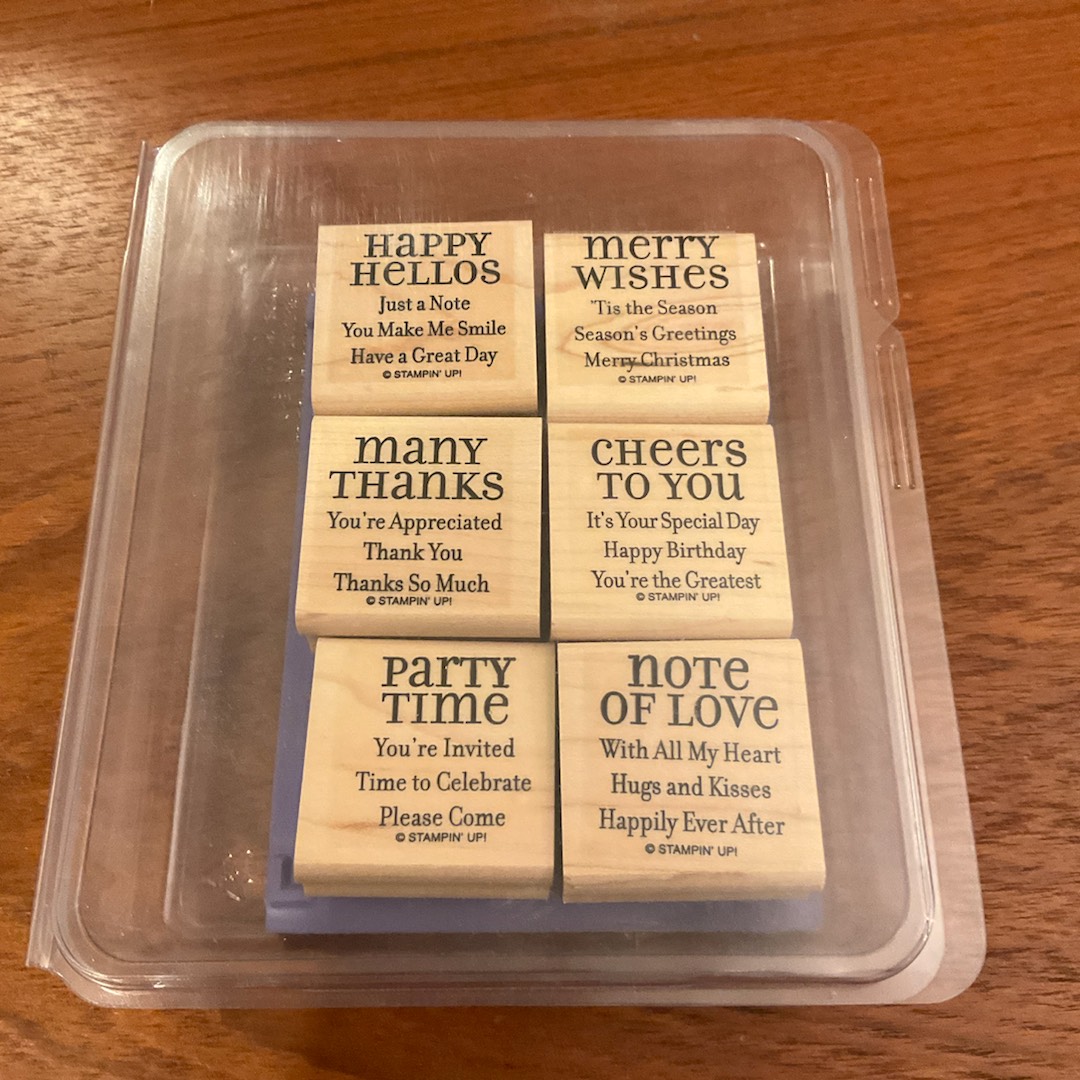 HaPPY
HeLLOS
Just a Note
You Make Me Smile
Have a Great Day
© STAMPIN' UP!
merry
WISHes
'Tis the Season
Season's Greetings
Merry Christmas
© STAMPIN' UP!
many
THanKS
You're Appreciated
Thank You
Thanks So Much
© STAMPIN' UP!
CHeerS
TO YOU
It's Your Special Day
Happy Birthday
You're the Greatest
© STAMPIN' UP!
ParTY
TIme
You're Invited
Time to Celebrate
Please Come
© STAMPIN' UP!
noTe
OF LOVe
With All My Heart
Hugs and Kisses
Happily Ever After
© STAMPIN' UP!